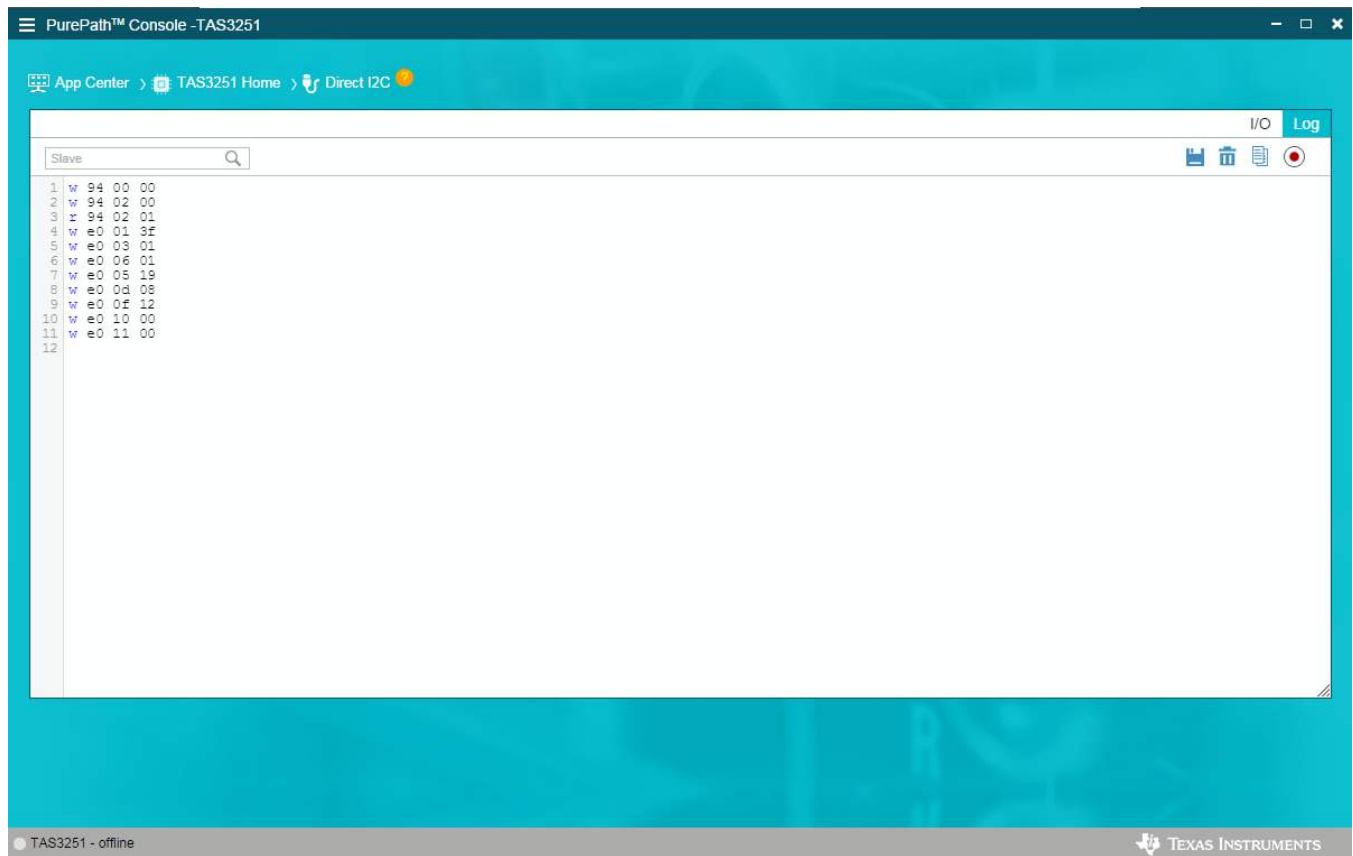 PurePath™ Console -TAS3251
App Center > TAS3251 Home > Direct I2C ?
I/O Log
Slave
1 w 94 00 00
2 w 94 02 00
3 r 94 02 01
4 w e0 01 3f
5 w e0 03 01
6 w e0 06 01
7 w e0 05 19
8 w e0 0d 08
9 w e0 0f 12
10 w e0 10 00
11 w e0 11 00
12
TAS3251 - offline
TEXAS INSTRUMENTS